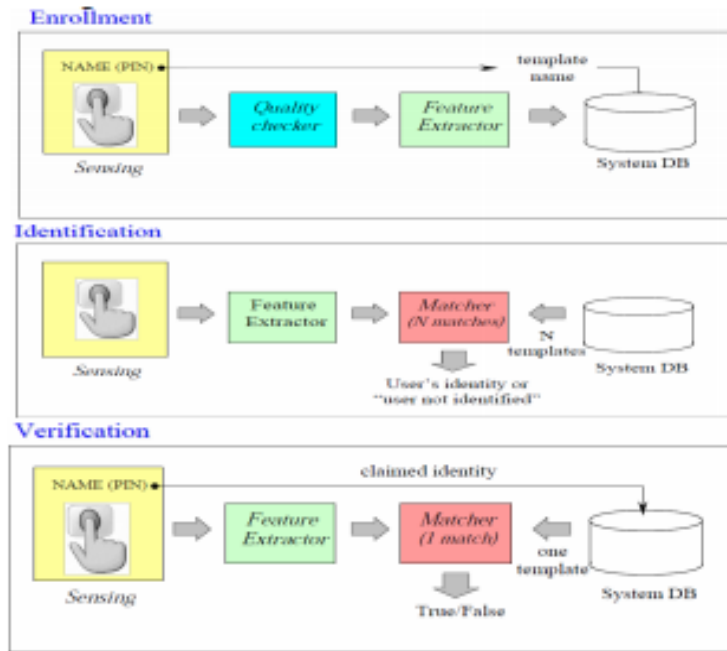 Enrollment
NAME (PIN)
template
name
Quality
checker
Feature
Extractor
System DB
Sensing
Identification
Feature
Extractor
Matcher
(N matches)
N
templates
System DB
Sensing
User's identity or
"user not identified"
Verification
claimed identity
NAME (PIN)
Feature
Extractor
Matcher
(1 match)
one
template
System DB
Sensing
True/False